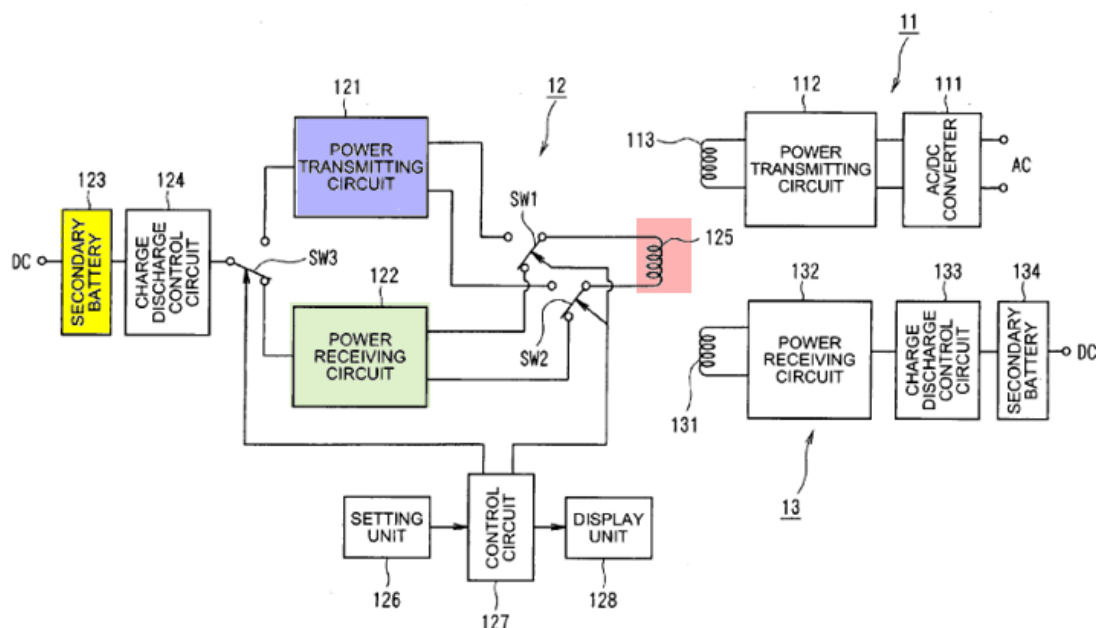 11
121
12
112
111
113
POWER
TRANSMITTING
CIRCUIT
POWER
TRANSMITTING
CIRCUIT
AC/DC
CONVERTER
AC
123
124
SW1
125
DC
SECONDARY
BATTERY
CHARGE
DISCHARGE
CONTROL
CIRCUIT
SW3
122
132
133
134
POWER
RECEIVING
CIRCUIT
SW2
131
POWER
RECEIVING
CIRCUIT
CHARGE
DISCHARGE
CONTROL
CIRCUIT
SECONDARY
BATTERY
DC
13
SETTING
UNIT
CONTROL
CIRCUIT
DISPLAY
UNIT
126
127
128